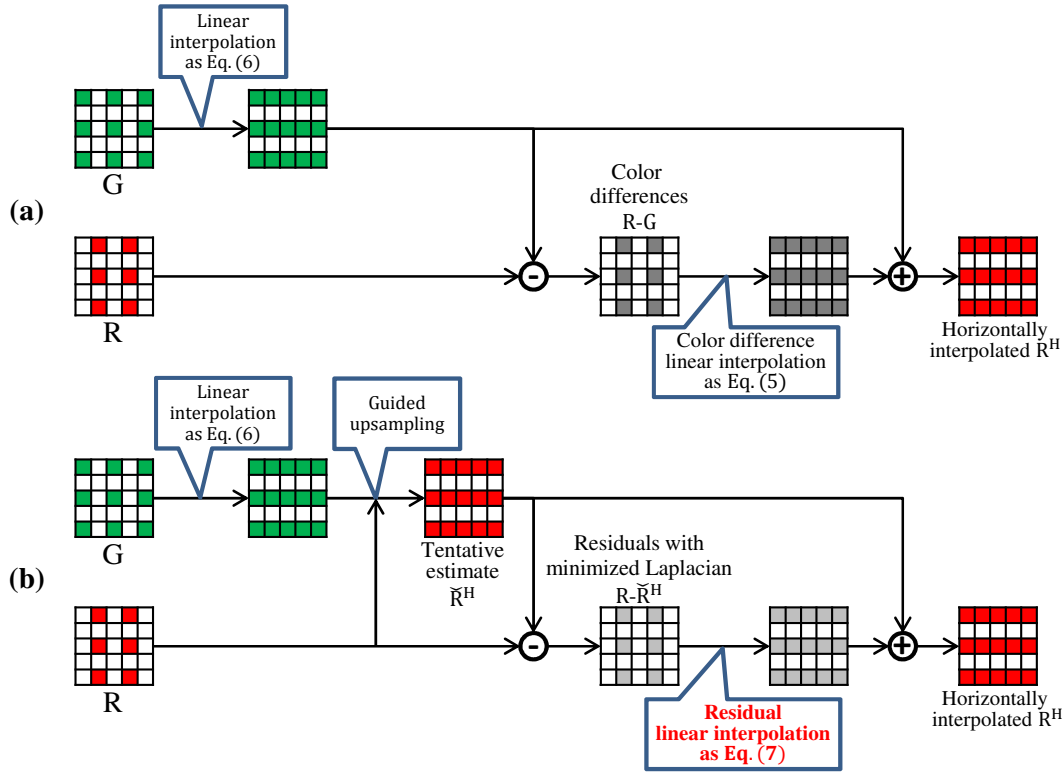 Linear
interpolation
as Eq. (6)
G
(a)
Color
differences
R-G
R
-
+
Color difference
linear interpolation
as Eq. (5)
Horizontally
interpolated R^H
Linear
interpolation
as Eq. (6)
Guided
upsampling
G
Tentative
estimate
Ř^H
(b)
Residuals with
minimized Laplacian
R-Ř^H
R
-
+
Residual
linear interpolation
as Eq. (7)
Horizontally
interpolated R^H